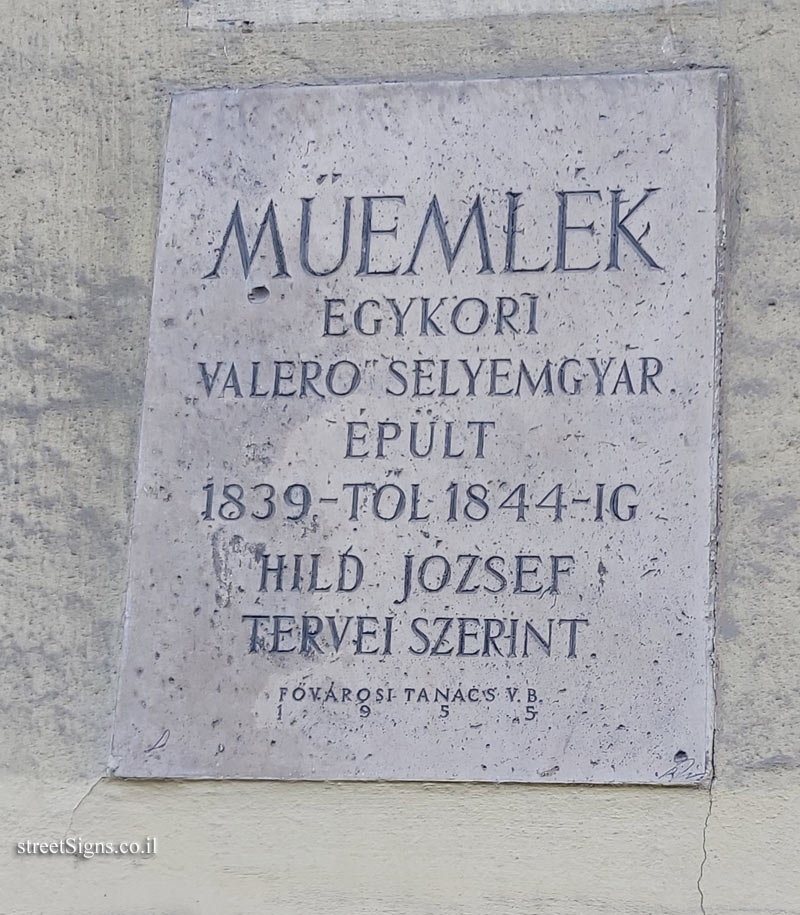 MŰEMLÉK
EGYKORI
VALERO" SELYEMGYÁR
ÉPÜLT
1839-TŐL 1844-IG
HILD JÓZSEF
TERVEI SZERINT
FŐVÁROSI TANÁCS V.B.
1955
streetSigns.co.il